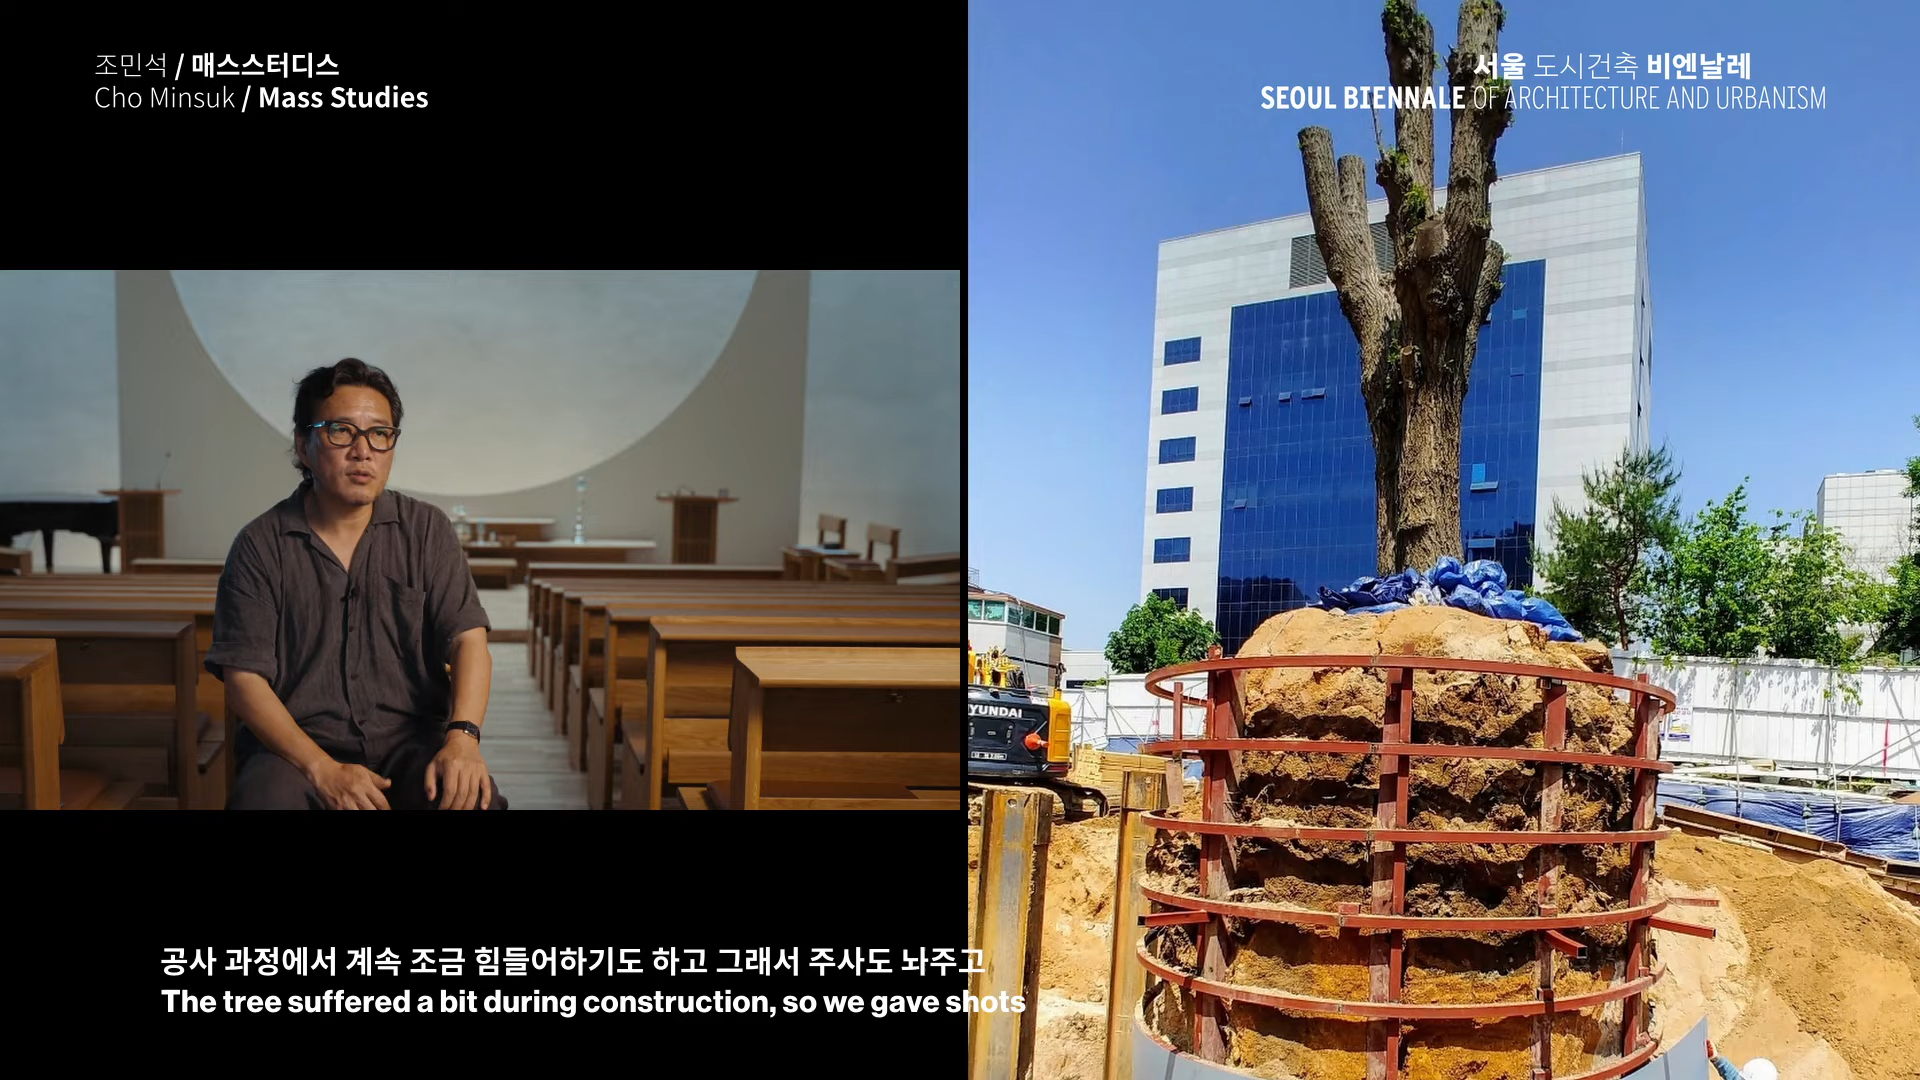 조민석 / 매스스터디스
Cho Minsuk / Mass Studies
서울 도시건축 비엔날레
SEOUL BIENNALE OF ARCHITECTURE AND URBANISM
YUNDAI
공사 과정에서 계속 조금 힘들어하기도 하고 그래서 주사도 놔주고
The tree suffered a bit during construction, so we gave shots